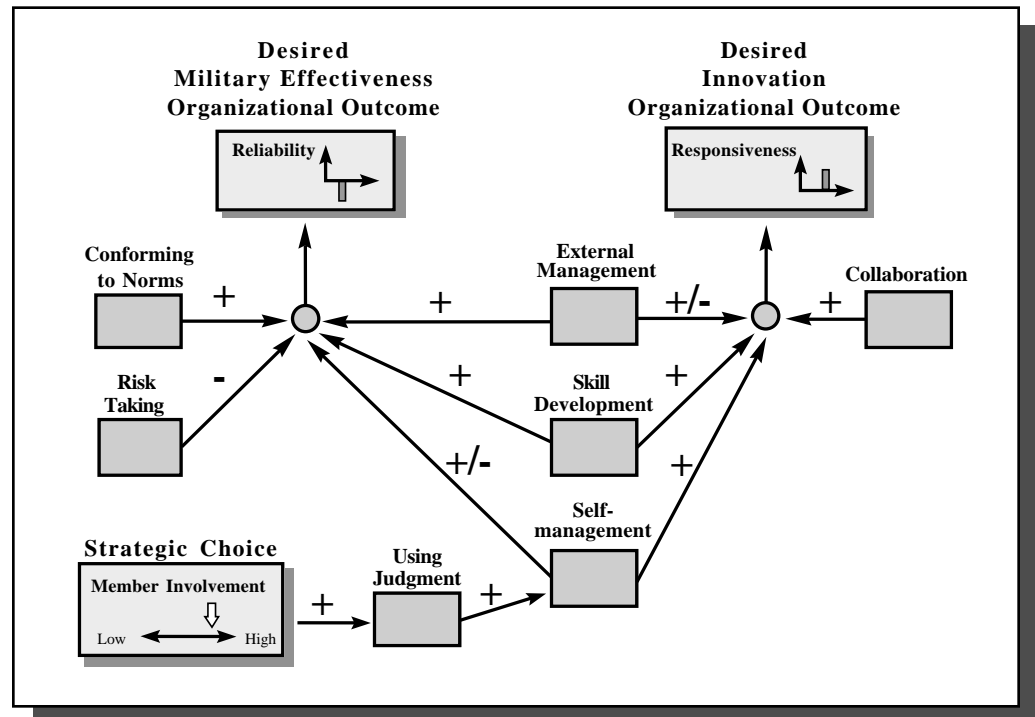 Desired
Military Effectiveness
Organizational Outcome
Desired
Innovation
Organizational Outcome
Reliability
Responsiveness
Conforming
to Norms
External
Management
Collaboration
+
+
+/-
+
Risk
Taking
-
+
Skill
Development
+
+/-
+
Self-
management
Strategic Choice
Member Involvement
Low
High
+
Using
Judgment
+